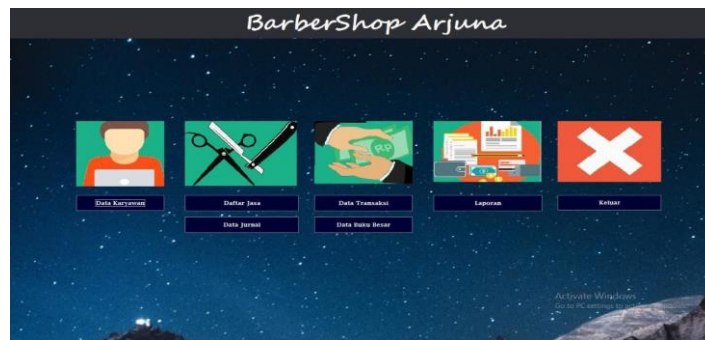 BarberShop Arjuna
RP
Data Karyawan
Daftar Jasa
Data Transaksi
Laporan
Keluar
Data Jurnal
Data Buku Besar
Activate Windows